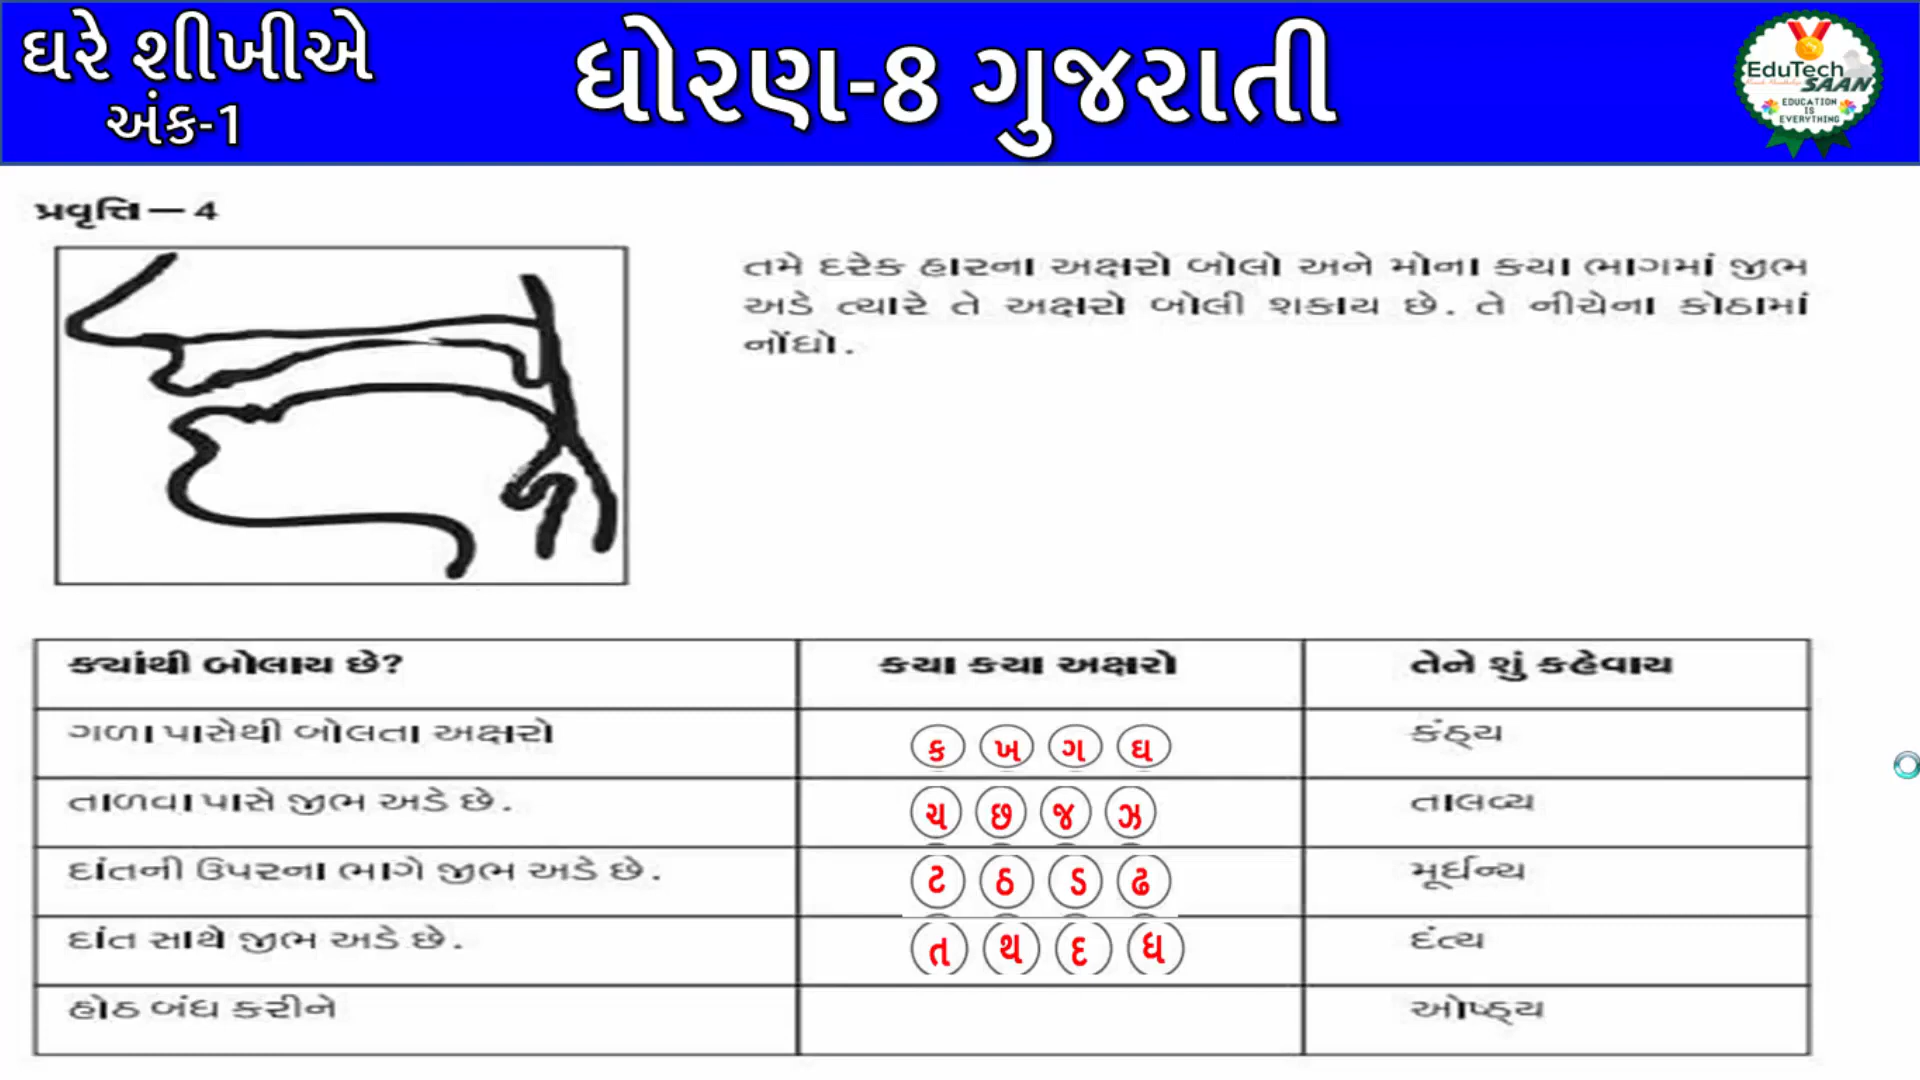 ઘરે શીખીએ
અંક-1
ધોરણ-8 ગુજરાતી
EduTech
SAAN
EDUCATION
IS
EVERYTHING
પ્રવૃત્તિ — 4
તમે દરેક હારના અક્ષરો બોલો અને મોના કયા ભાગમાં જીભ
અડે ત્યારે તે અક્ષરો બોલી શકાય છે. તે નીચેના કોઠામાં
નોંધો.
ક્યાંથી બોલાય છે? કયા કયા અક્ષરો તેને શું કહેવાય
ગળા પાસેથી બોલતા અક્ષરો ક ખ ગ ઘ કંઠ્ય
તાળવા પાસે જીભ અડે છે. ચ છ જ ઝ તાલવ્ય
દાંતની ઉપરના ભાગે જીભ અડે છે. ટ ઠ ડ ઢ મૂર્ધન્ય
દાંત સાથે જીભ અડે છે. ત થ દ ધ દંત્ય
હોઠ બંધ કરીને ઓષ્ઠ્ય